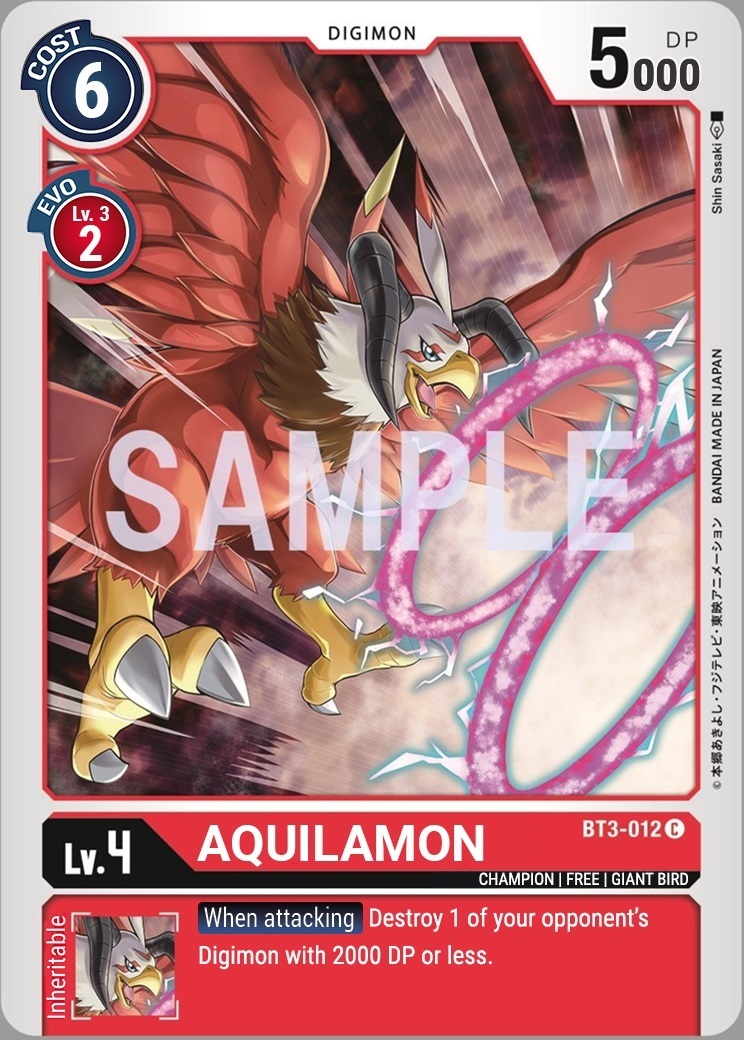 COST
6
DIGIMON
DP
5000
EVO
Lv. 3
2
Shin Sasaki
SAMPLE
BANDAI MADE IN JAPAN
© 本郷あきよし・フジテレビ・東映アニメーション
Lv.4
AQUILAMON
BT3-012 C
CHAMPION | FREE | GIANT BIRD
Inheritable
When attacking Destroy 1 of your opponent’s
Digimon with 2000 DP or less.